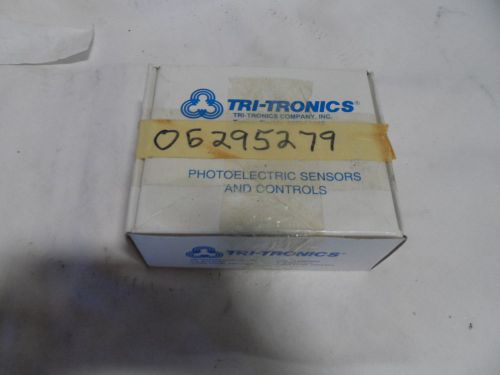 TRI-TRONICS®
TRI-TRONICS COMPANY, INC.
06295279
PHOTOELECTRIC SENSORS
AND CONTROLS
TRI-TRONICS®